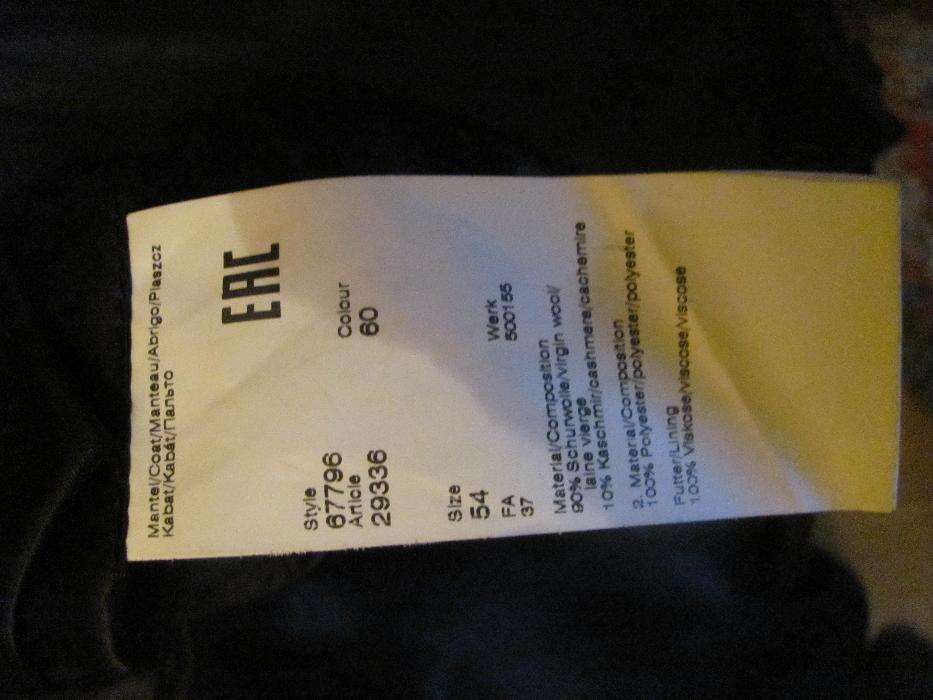 Mantel/Coat/Manteau/Abrigo/Płaszcz
Kabat/Kabát/Пальто
EAC
Style
67796
Article Colour
29336 60
Size
54
FA Werk
37 500155
Material/Composition
90% Schurwolle/virgin wool/
laine vierge
10% Kaschmir/cashmere/cachemire
2. Material/Composition
100% Polyester/polyester/polyester
Futter/Lining
100% Viskose/viscose/viscose